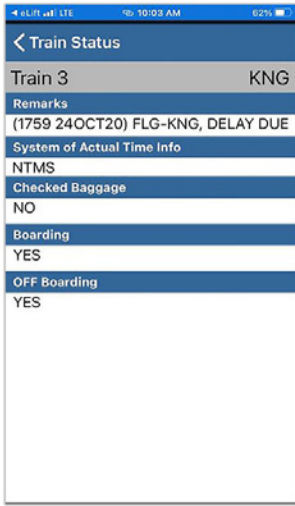 eLift LTE 10:03 AM 62%
Train Status
Train 3 KNG
Remarks
(1759 24OCT20) FLG-KNG, DELAY DUE
System of Actual Time Info
NTMS
Checked Baggage
NO
Boarding
YES
OFF Boarding
YES